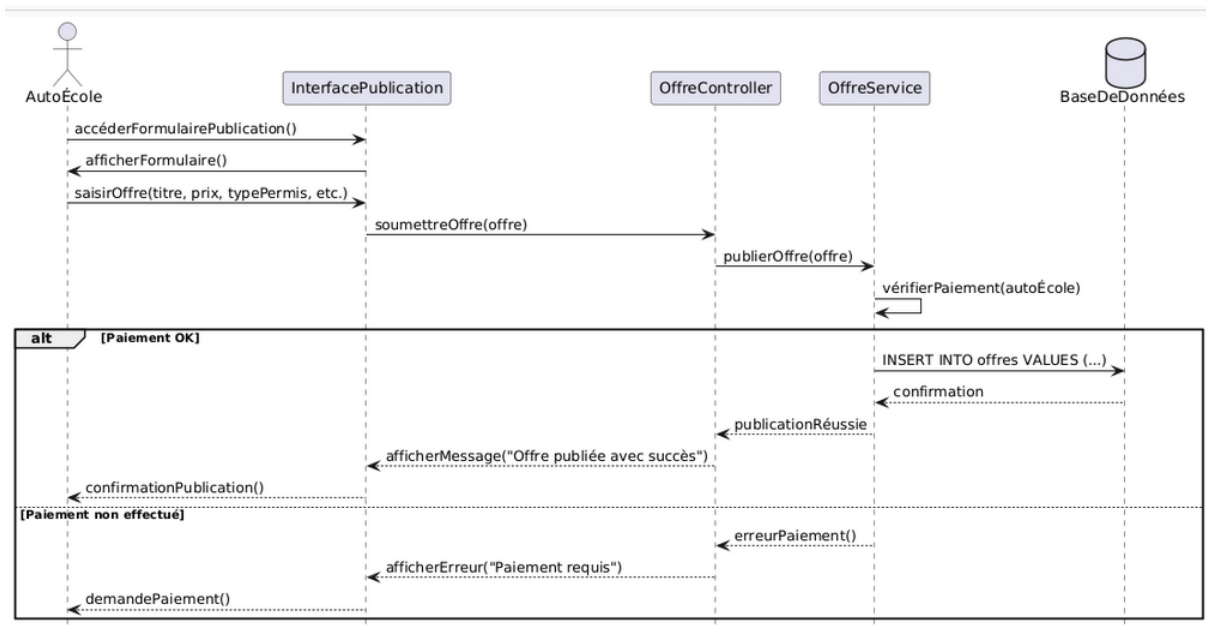 AutoÉcole
InterfacePublication
OffreController
OffreService
BaseDeDonnées
accéderFormulairePublication()
afficherFormulaire()
saisirOffre(titre, prix, typePermis, etc.)
soumettreOffre(offre)
publierOffre(offre)
vérifierPaiement(autoÉcole)
alt [Paiement OK]
INSERT INTO offres VALUES (...)
confirmation
publicationRéussie
afficherMessage("Offre publiée avec succès")
confirmationPublication()
[Paiement non effectué]
erreurPaiement()
afficherErreur("Paiement requis")
demandePaiement()